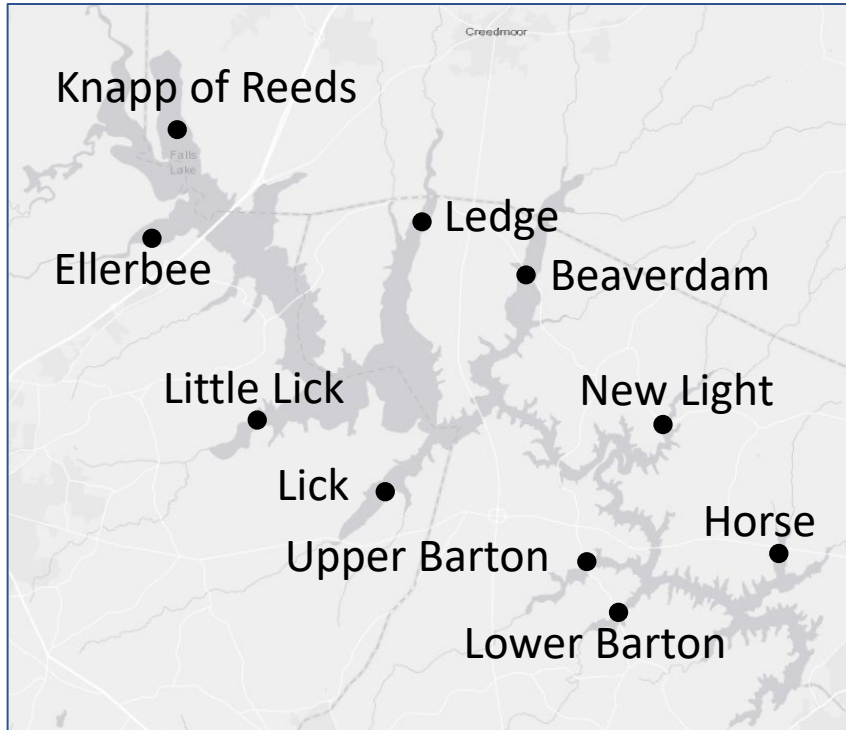 Creedmoor
Knapp of Reeds
Falls
Lake
Ledge
Ellerbee
Beaverdam
Little Lick
New Light
Lick
Horse
Upper Barton
Lower Barton